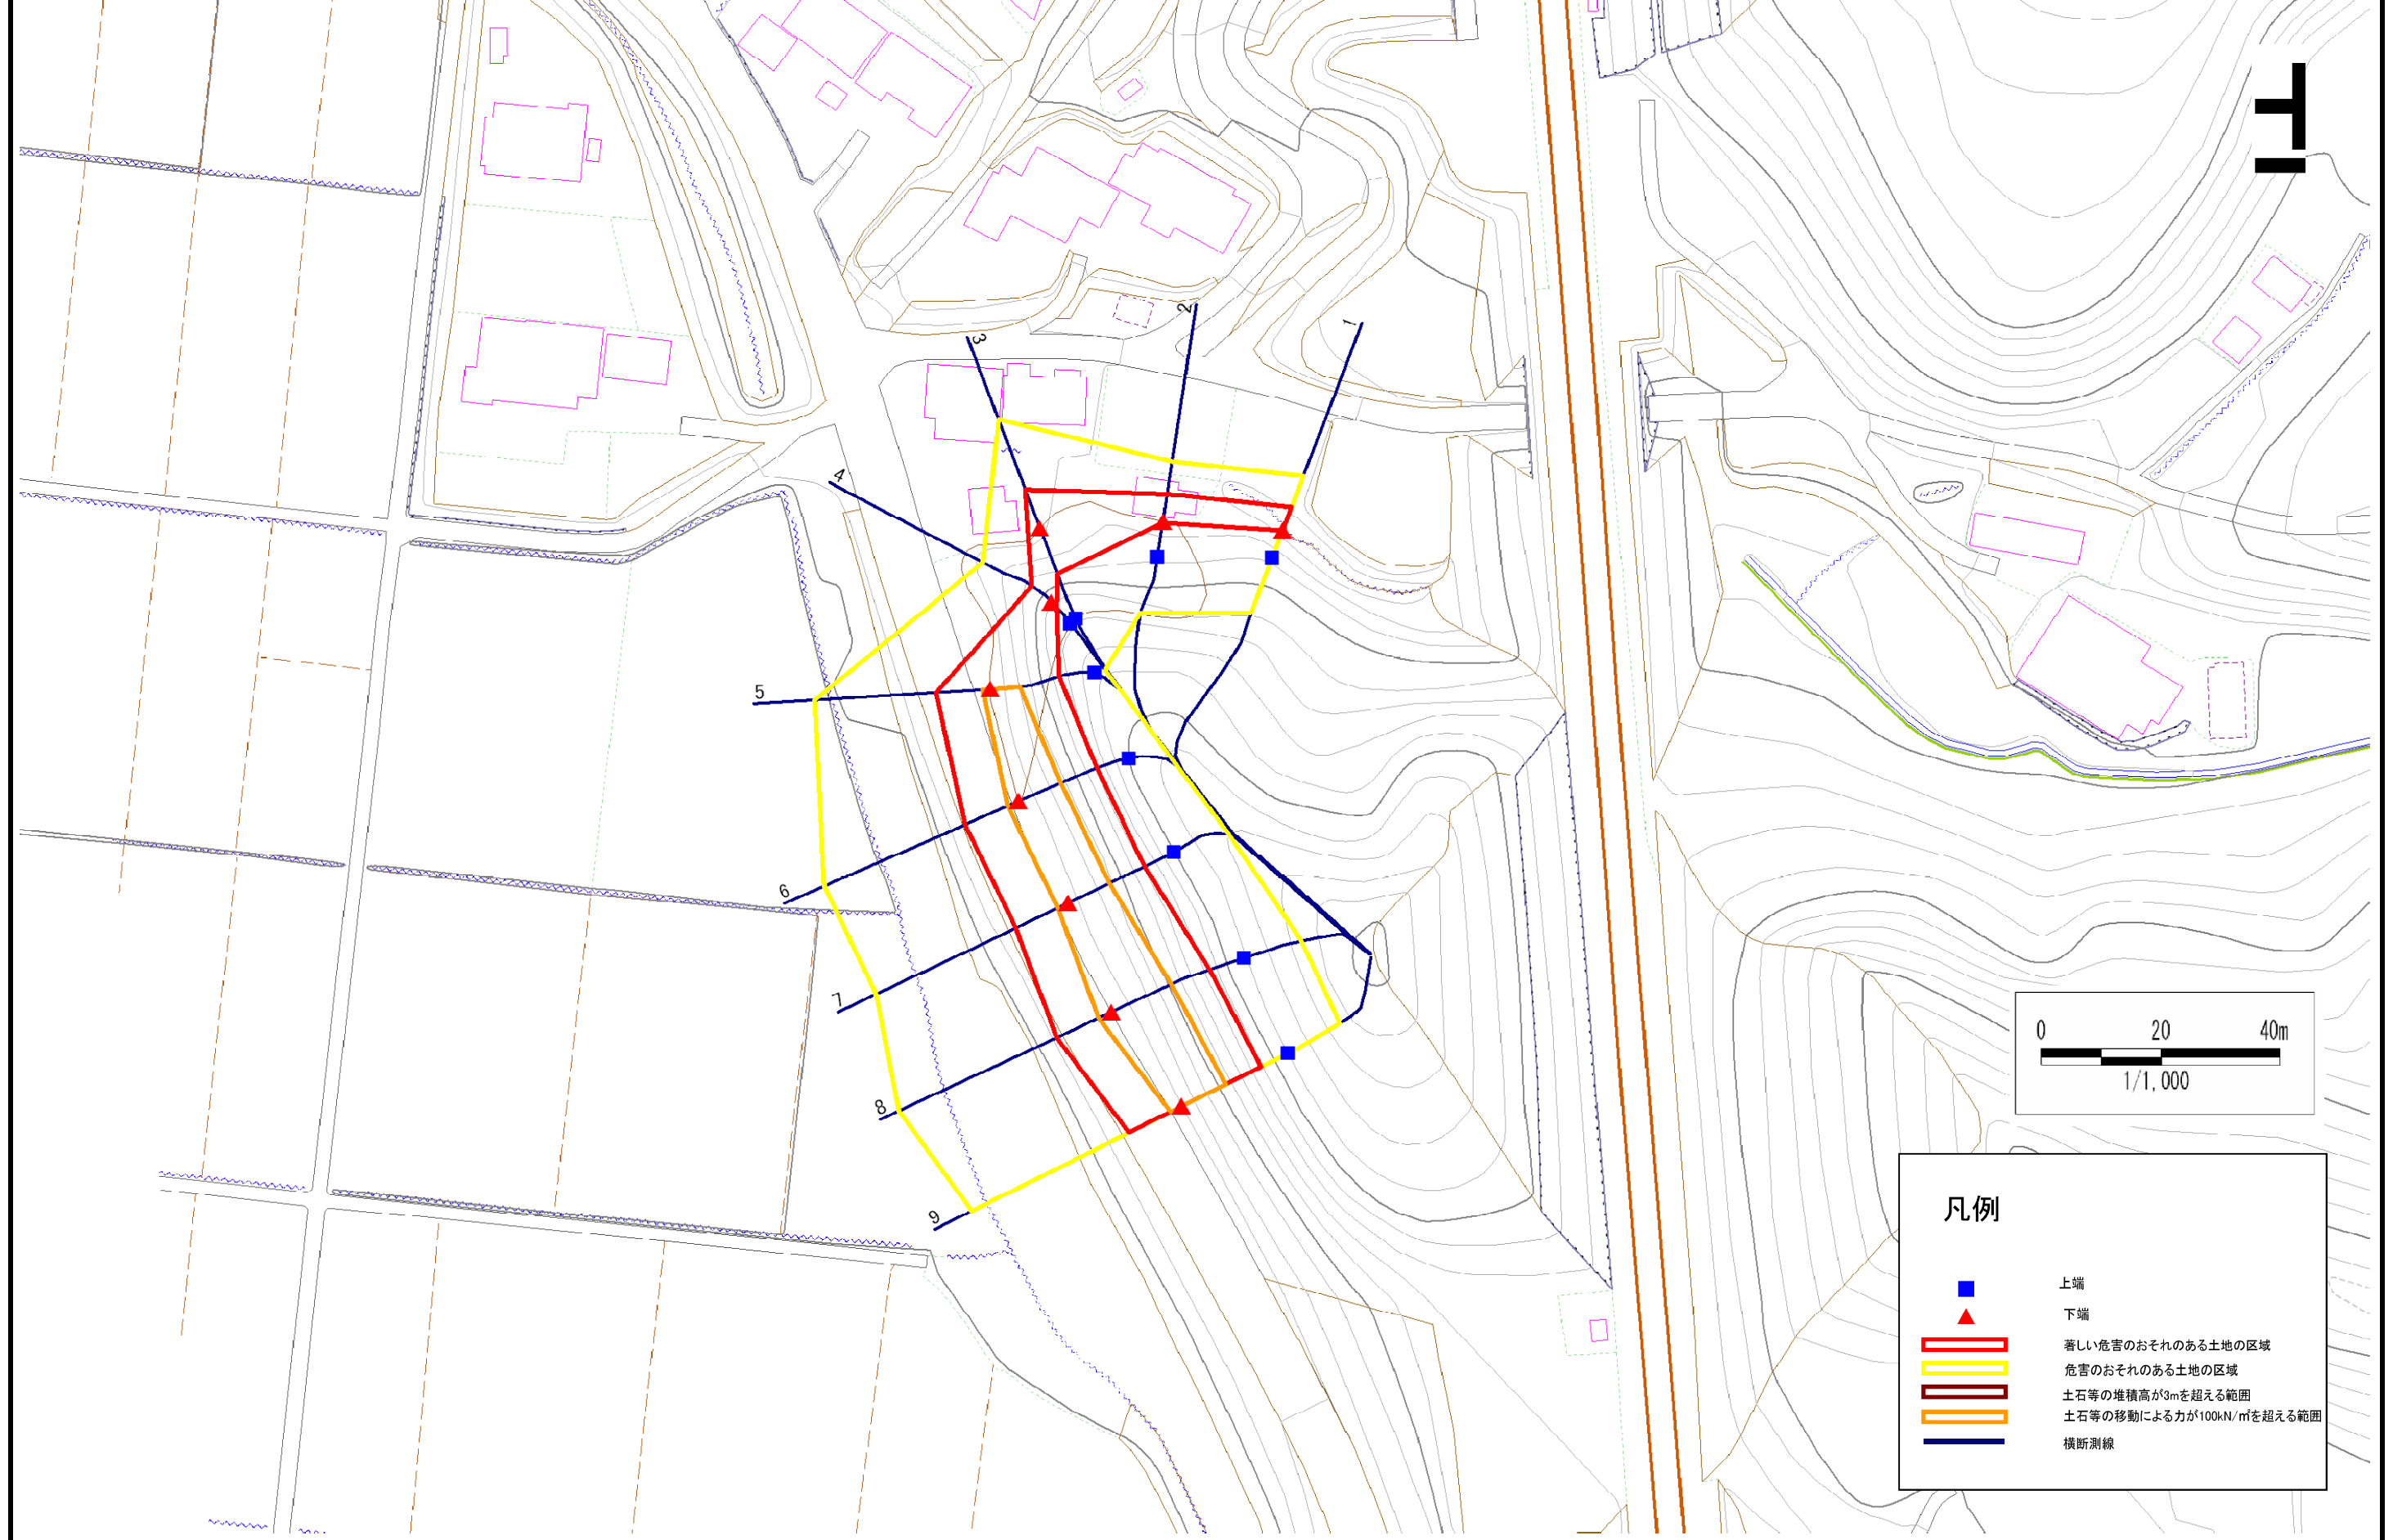 2
1
3
4
5
6
7
8
9
0 20 40m
1/1,000
凡例
上端
下端
著しい危害のおそれのある土地の区域
危害のおそれのある土地の区域
土石等の堆積高が3mを超える範囲
土石等の移動による力が100kN/㎡を超える範囲
横断測線